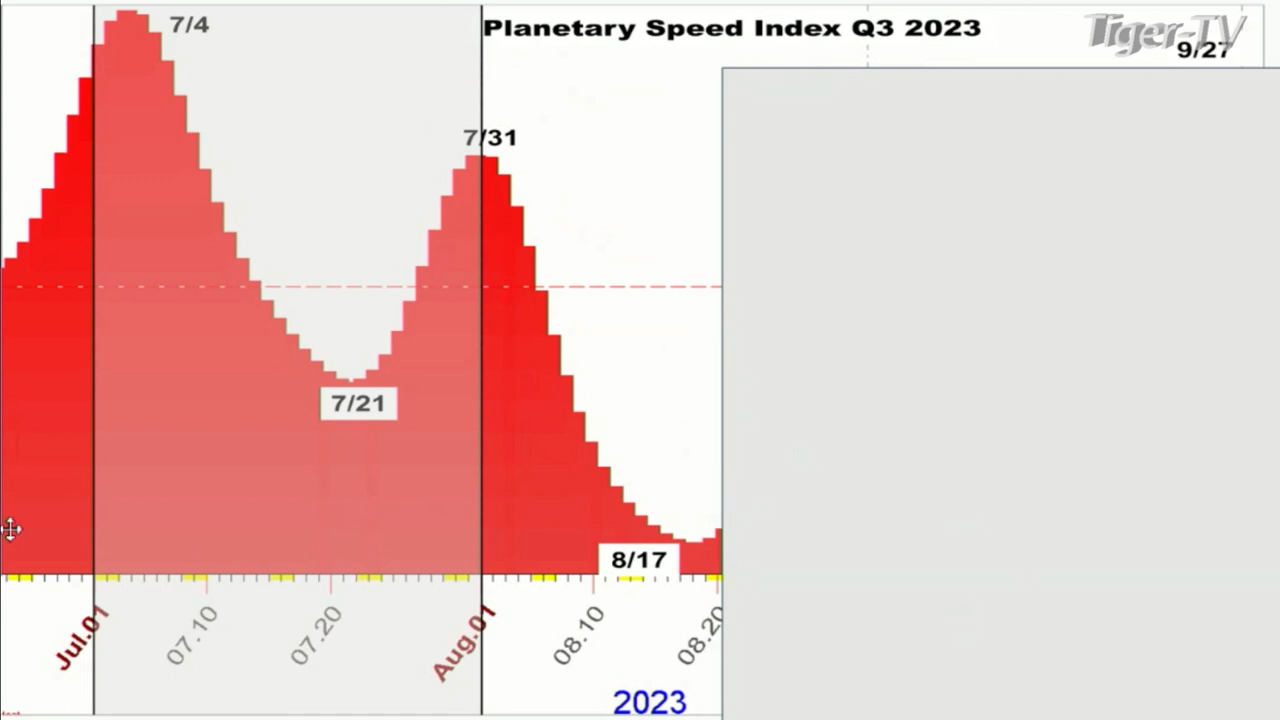 7/4
Planetary Speed Index Q3 2023
Tiger-TV
9/27
7/31
7/21
8/17
Jul.01
07.10
07.20
Aug.01
08.10
08.20
2023